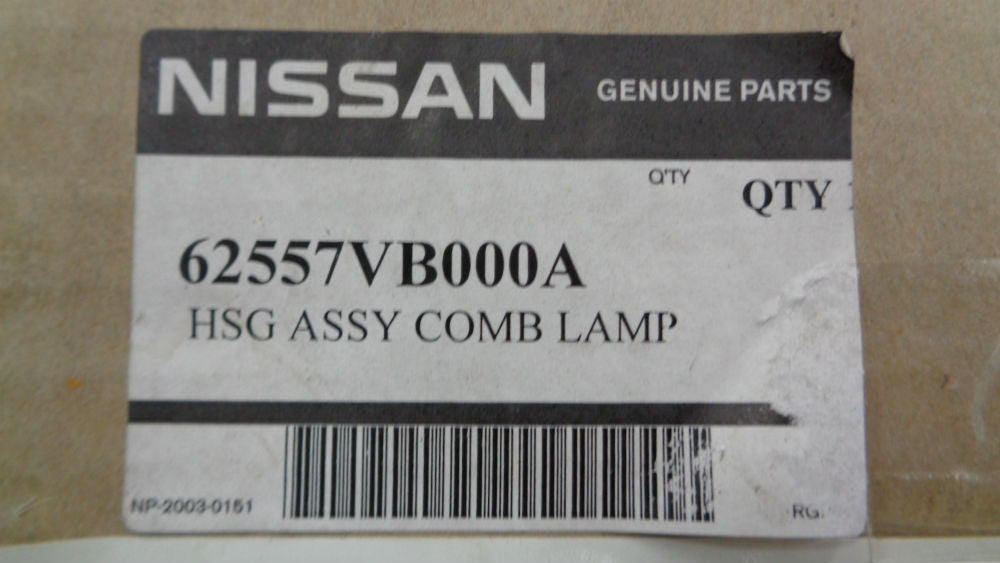 NISSAN GENUINE PARTS
Q'TY
QTY
62557VB000A
HSG ASSY COMB LAMP
NP-2003-0151
RG.